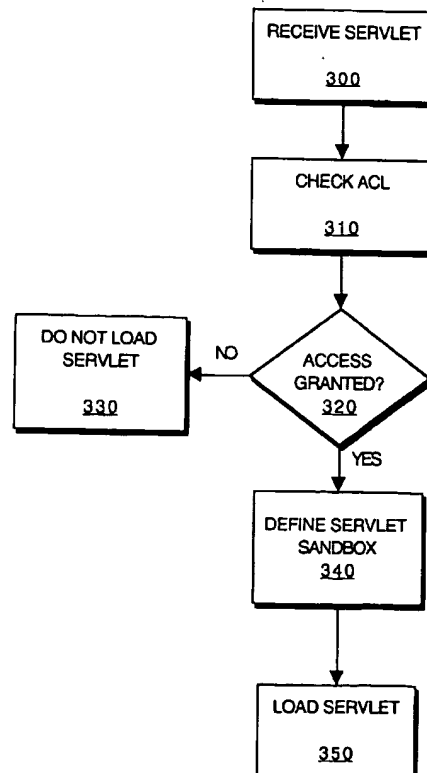 RECEIVE SERVLET
300
CHECK ACL
310
ACCESS
GRANTED?
320
NO
YES
DO NOT LOAD
SERVLET
330
DEFINE SERVLET
SANDBOX
340
LOAD SERVLET
350